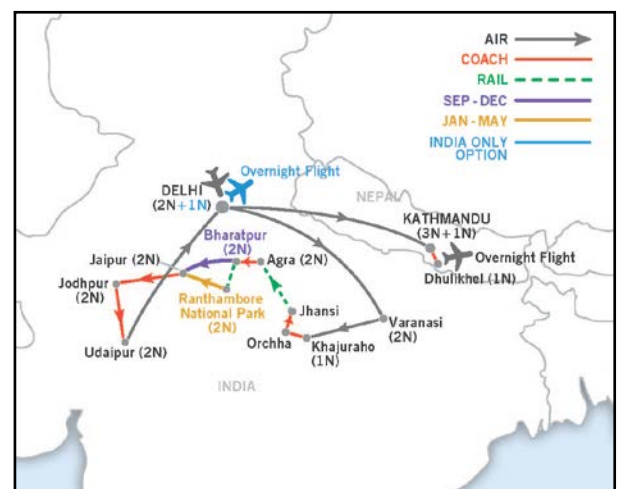 AIR
COACH
RAIL
SEP - DEC
JAN - MAY
INDIA ONLY
OPTION
Overnight Flight
DELHI
(2N+1N)
NEPAL
KATHMANDU
(3N+1N)
Overnight Flight
Dhulikhel (1N)
Bharatpur
(2N)
Jaipur (2N)
Agra (2N)
Jodhpur
(2N)
Ranthambore
National Park
(2N)
Jhansi
Varanasi
(2N)
Orchha
Khajuraho
(1N)
Udaipur (2N)
INDIA